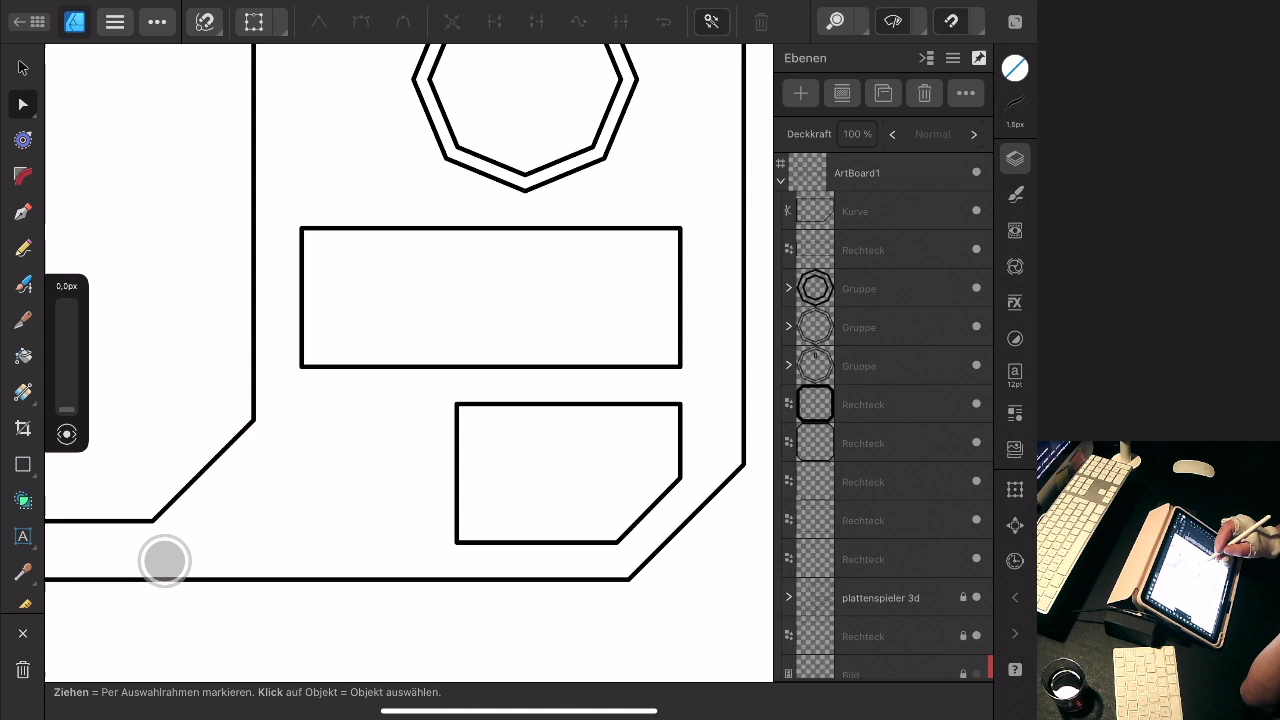 Ebenen
1,5px
Deckkraft 100 % Normal
ArtBoard1
Kurve
Rechteck
Gruppe
Gruppe
Gruppe
Rechteck
Rechteck
Rechteck
Rechteck
Rechteck
plattenspieler 3d
Rechteck
Bild
0,0px
A
a
12pt
?
Ziehen = Per Auswahlrahmen markieren. Klick auf Objekt = Objekt auswählen.